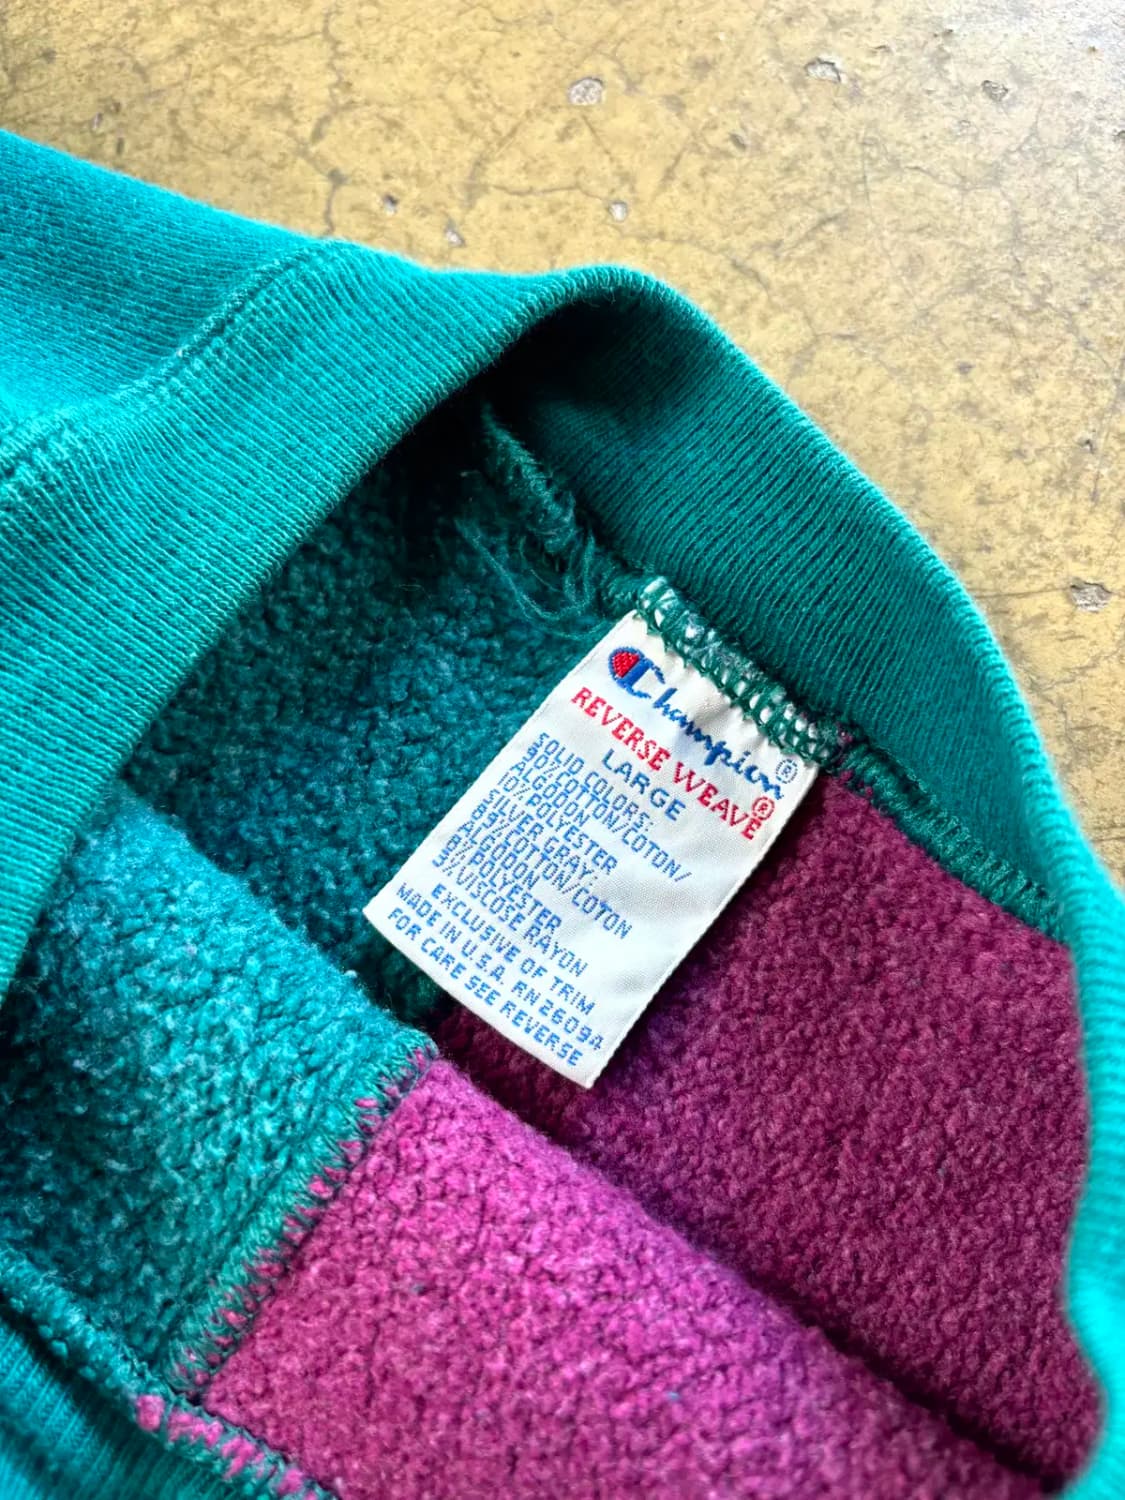 Champion®
REVERSE WEAVE®
LARGE
SOLID COLORS:
90%COTTON/COTON/
ALGODON
10%POLYESTER
SILVER GRAY:
89%COTTON/COTON
ALGODON
8%POLYESTER
3%VISCOSE RAYON
EXCLUSIVE OF TRIM
MADE IN U.S.A. RN 26094
FOR CARE SEE REVERSE